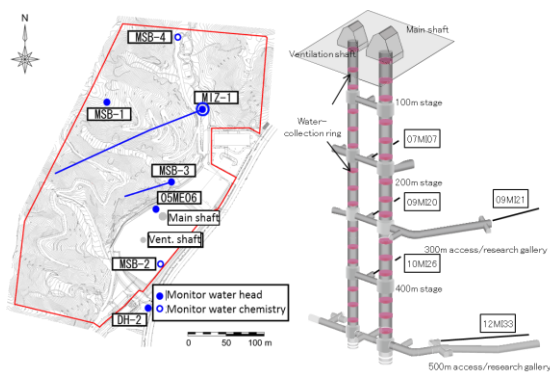 N
MSB-4
MIZ-1
MSB-1
MSB-3
05ME06
Main shaft
Vent. shaft
MSB-2
Monitor water head
Monitor water chemistry
DH-2
0 50 100 m
Main shaft
Ventilation shaft
100m stage
Water-
collection ring
07MI07
200m stage
09MI20
09MI21
300m access/research gallery
10MI26
400m stage
12MI33
500m access/research gallery